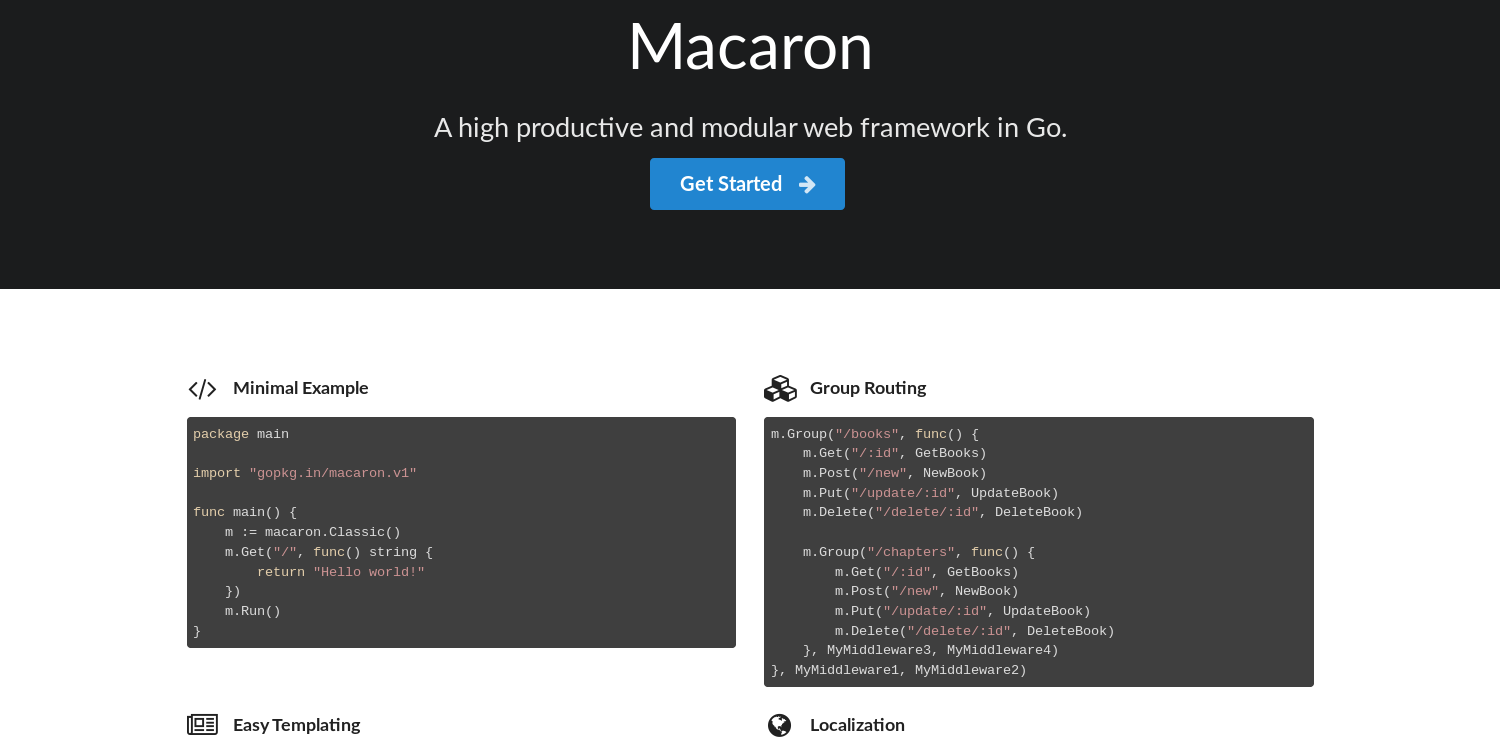 Macaron
A high productive and modular web framework in Go.
Get Started
Minimal Example
package main

import "gopkg.in/macaron.v1"

func main() {
    m := macaron.Classic()
    m.Get("/", func() string {
        return "Hello world!"
    })
    m.Run()
}
Group Routing
m.Group("/books", func() {
    m.Get("/:id", GetBooks)
    m.Post("/new", NewBook)
    m.Put("/update/:id", UpdateBook)
    m.Delete("/delete/:id", DeleteBook)

    m.Group("/chapters", func() {
        m.Get("/:id", GetBooks)
        m.Post("/new", NewBook)
        m.Put("/update/:id", UpdateBook)
        m.Delete("/delete/:id", DeleteBook)
    }, MyMiddleware3, MyMiddleware4)
}, MyMiddleware1, MyMiddleware2)
Easy Templating
Localization